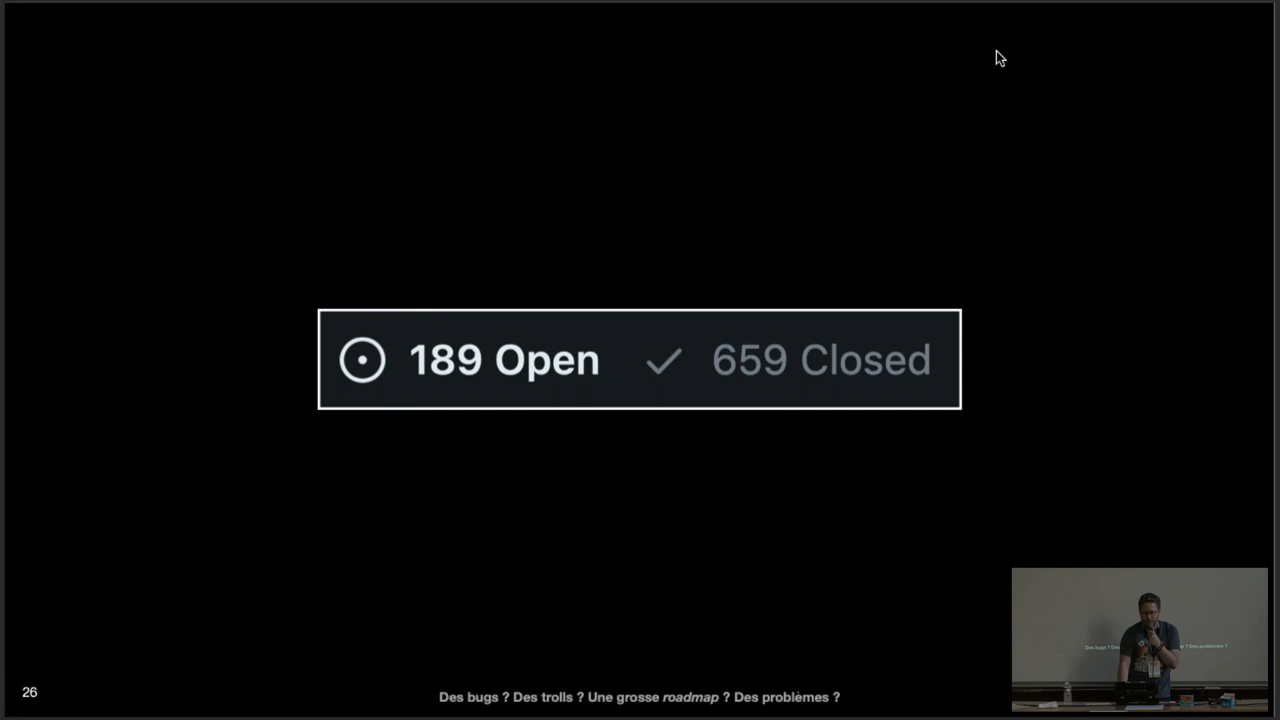 189 Open 659 Closed
26
Des bugs ? Des trolls ? Une grosse roadmap ? Des problèmes ?